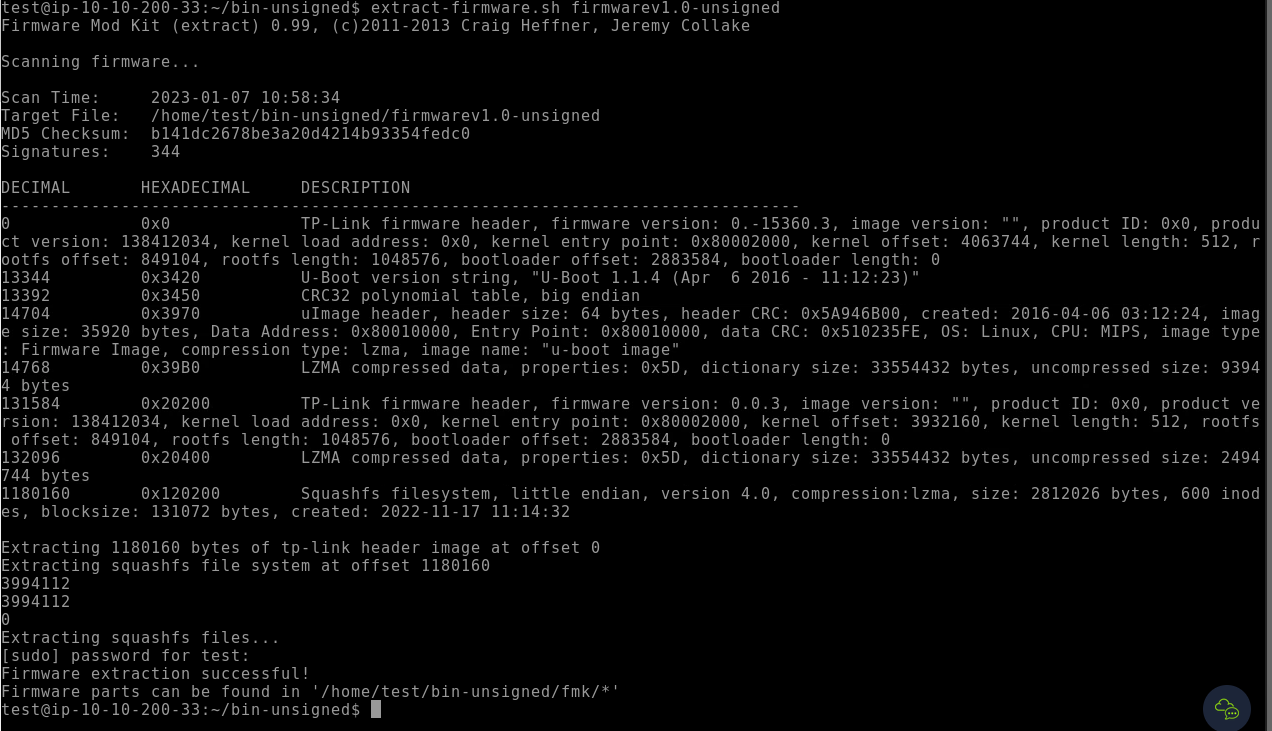 test@ip-10-10-200-33:~/bin-unsigned$ extract-firmware.sh firmwarev1.0-unsigned
Firmware Mod Kit (extract) 0.99, (c)2011-2013 Craig Heffner, Jeremy Collake
Scanning firmware...
Scan Time:     2023-01-07 10:58:34
Target File:   /home/test/bin-unsigned/firmwarev1.0-unsigned
MD5 Checksum:  b141dc2678be3a20d4214b93354fedc0
Signatures:    344
DECIMAL       HEXADECIMAL     DESCRIPTION
--------------------------------------------------------------------------------
0             0x0             TP-Link firmware header, firmware version: 0.-15360.3, image version: "", product ID: 0x0, produ
ct version: 138412034, kernel load address: 0x0, kernel entry point: 0x80002000, kernel offset: 4063744, kernel length: 512, r
ootfs offset: 849104, rootfs length: 1048576, bootloader offset: 2883584, bootloader length: 0
13344         0x3420          U-Boot version string, "U-Boot 1.1.4 (Apr  6 2016 - 11:12:23)"
13392         0x3450          CRC32 polynomial table, big endian
14704         0x3970          uImage header, header size: 64 bytes, header CRC: 0x5A946B00, created: 2016-04-06 03:12:24, imag
e size: 35920 bytes, Data Address: 0x80010000, Entry Point: 0x80010000, data CRC: 0x510235FE, OS: Linux, CPU: MIPS, image type
: Firmware Image, compression type: lzma, image name: "u-boot image"
14768         0x39B0          LZMA compressed data, properties: 0x5D, dictionary size: 33554432 bytes, uncompressed size: 9394
4 bytes
131584        0x20200         TP-Link firmware header, firmware version: 0.0.3, image version: "", product ID: 0x0, product ve
rsion: 138412034, kernel load address: 0x0, kernel entry point: 0x80002000, kernel offset: 3932160, kernel length: 512, rootfs
 offset: 849104, rootfs length: 1048576, bootloader offset: 2883584, bootloader length: 0
132096        0x20400         LZMA compressed data, properties: 0x5D, dictionary size: 33554432 bytes, uncompressed size: 2494
744 bytes
1180160       0x120200        Squashfs filesystem, little endian, version 4.0, compression:lzma, size: 2812026 bytes, 600 inod
es, blocksize: 131072 bytes, created: 2022-11-17 11:14:32
Extracting 1180160 bytes of tp-link header image at offset 0
Extracting squashfs file system at offset 1180160
3994112
3994112
0
Extracting squashfs files...
[sudo] password for test:
Firmware extraction successful!
Firmware parts can be found in '/home/test/bin-unsigned/fmk/*'
test@ip-10-10-200-33:~/bin-unsigned$